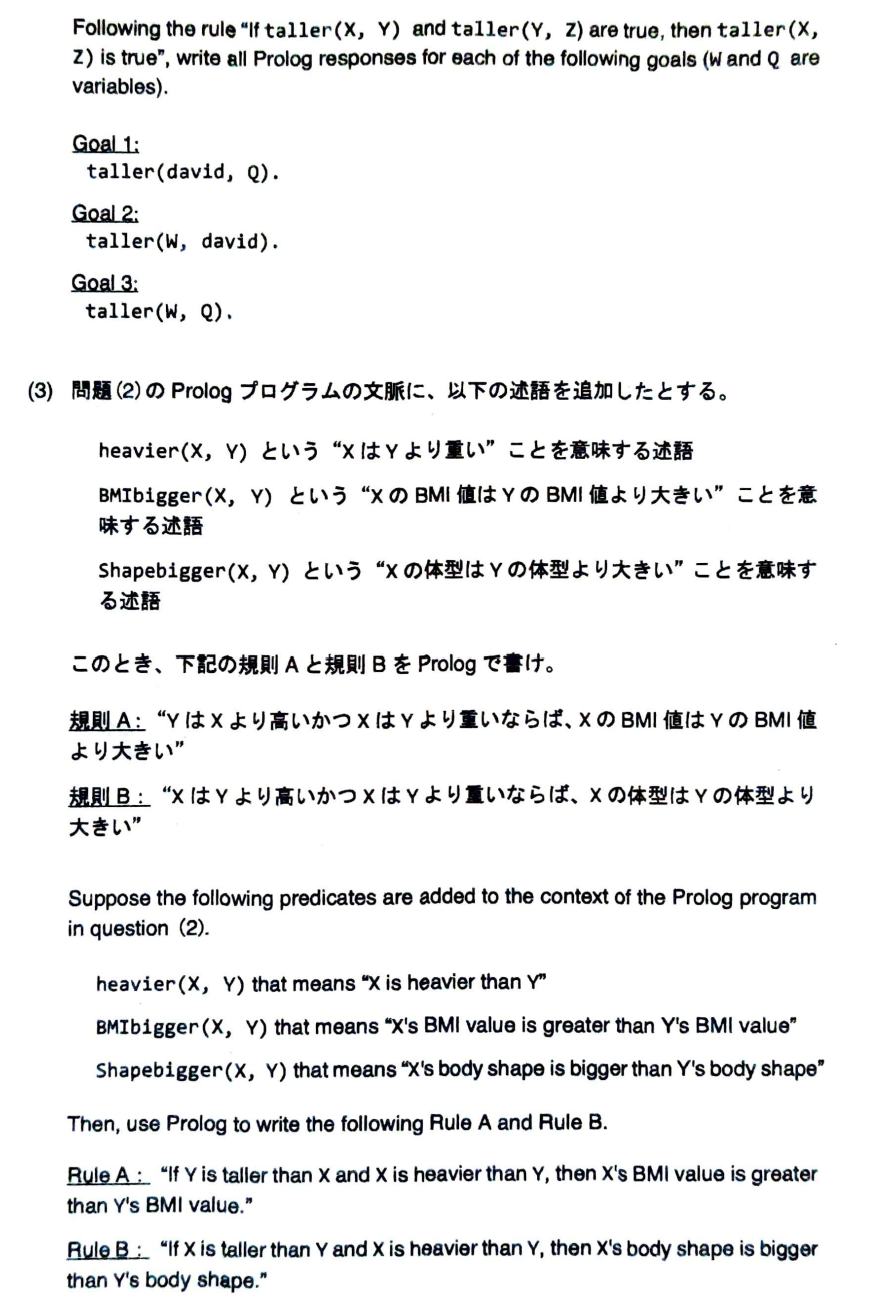 Following the rule “If taller(X, Y) and taller(Y, Z) are true, then taller(X,
Z) is true”, write all Prolog responses for each of the following goals (W and Q are
variables).
Goal 1:
taller(david, Q).
Goal 2:
taller(W, david).
Goal 3:
taller(W, Q).
(3) 問題(2)の Prolog プログラムの文脈に、以下の述語を追加したとする。
heavier(X, Y) という “X は Y より重い” ことを意味する述語
BMIbigger(X, Y) という “X の BMI 値は Y の BMI 値より大きい” ことを意
味する述語
Shapebigger(X, Y) という “X の体型は Y の体型より大きい” ことを意味す
る述語
このとき、下記の規則 A と規則 B を Prolog で書け。
規則 A: “Y は X より高いかつ X は Y より重いならば、X の BMI 値は Y の BMI 値
より大きい”
規則 B: “X は Y より高いかつ X は Y より重いならば、X の体型は Y の体型より
大きい”
Suppose the following predicates are added to the context of the Prolog program
in question (2).
heavier(X, Y) that means “X is heavier than Y”
BMIbigger(X, Y) that means “X's BMI value is greater than Y's BMI value”
Shapebigger(X, Y) that means “X's body shape is bigger than Y's body shape”
Then, use Prolog to write the following Rule A and Rule B.
Rule A: “If Y is taller than X and X is heavier than Y, then X's BMI value is greater
than Y's BMI value.”
Rule B: “If X is taller than Y and X is heavier than Y, then X's body shape is bigger
than Y's body shape.”